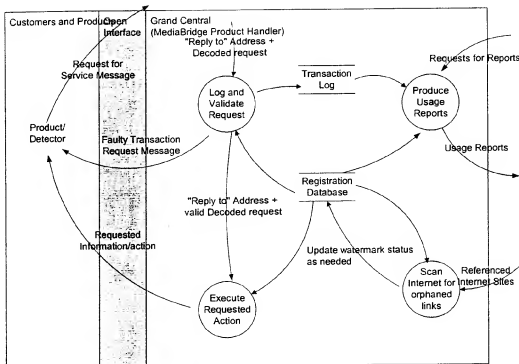 Customers and Products
Open
Interface
Grand Central
(MediaBridge Product Handler)
"Reply to" Address +
Decoded request
Request for
Service Message
Transaction
Log
Requests for Reports
Log and
Validate
Request
Produce
Usage
Reports
Product/
Detector
Faulty Transaction
Request Message
Usage Reports
Registration
Database
"Reply to" Address +
valid Decoded request
Requested
Information/action
Update watermark status
as needed
Scan
Internet for
orphaned
links
Referenced
Internet Sites
Execute
Requested
Action